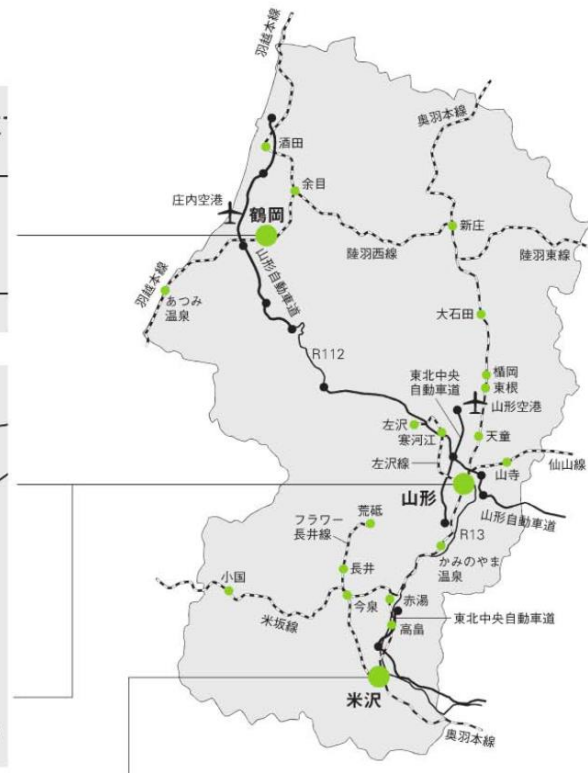 羽越本線
奥羽本線
酒田
余目
庄内空港
鶴岡
新庄
陸羽西線
陸羽東線
羽越本線
あつみ
温泉
山形自動車道
大石田
R112
楯岡
東根
東北中央
自動車道
山形空港
左沢
寒河江
天童
左沢線
山寺
仙山線
山形
山形自動車道
フラワー
長井線
荒砥
R13
かみのやま
温泉
長井
小国
今泉
赤湯
米坂線
高畠
東北中央自動車道
米沢
奥羽本線